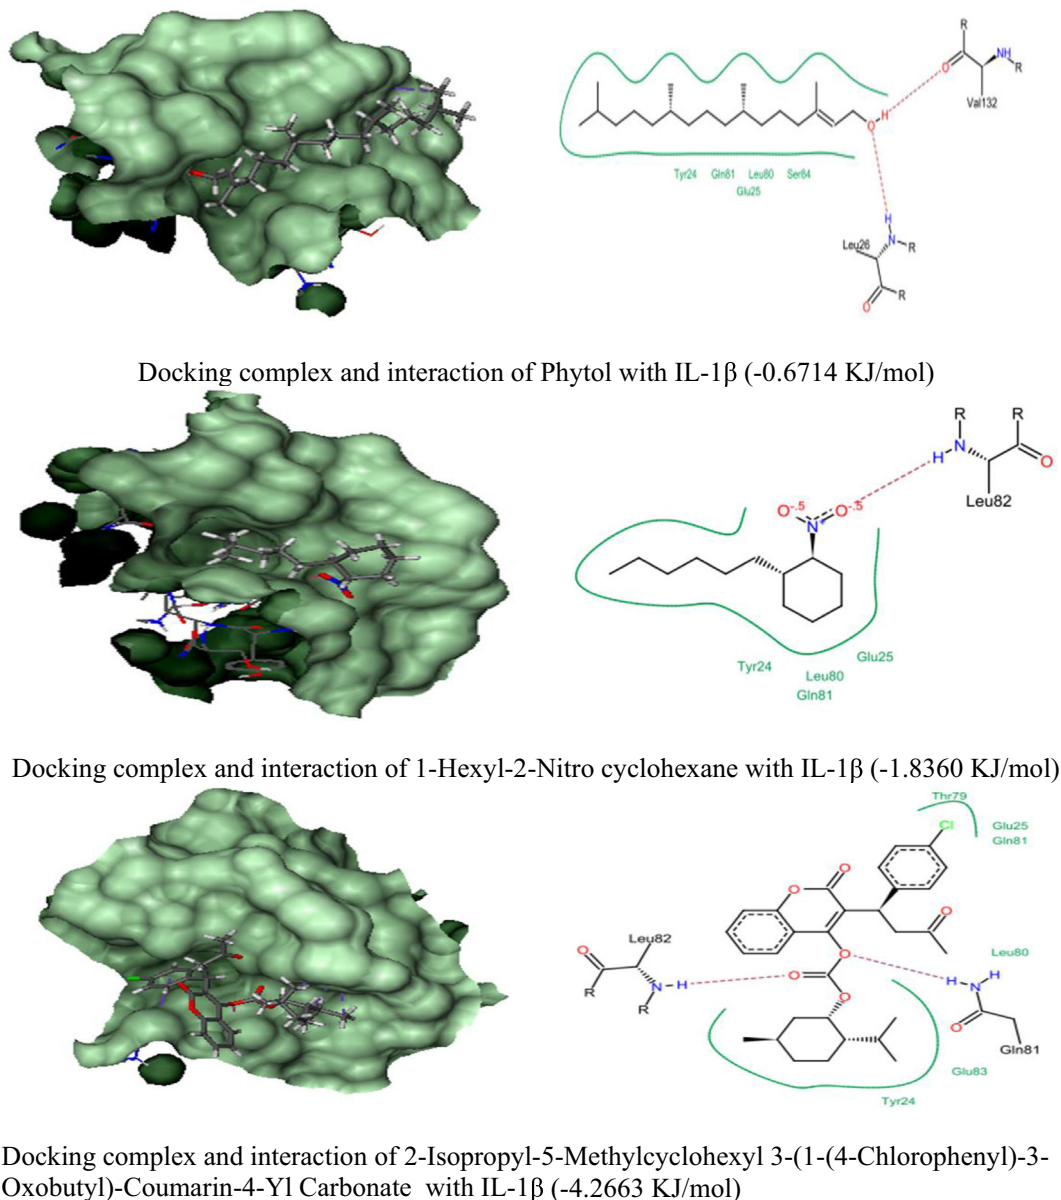 R
O
NH
R
Val132
H
O
Tyr24 Gln81 Leu80 Ser84
Glu25
H
N R
Leu26
R
O
Docking complex and interaction of Phytol with IL-1β (-0.6714 KJ/mol)
R R
H N
O
Leu82
O-.5 O-.5
N+
Glu25
Tyr24
Leu80
Gln81
Docking complex and interaction of 1-Hexyl-2-Nitro cyclohexane with IL-1β (-1.8360 KJ/mol)
Thr79
Cl
Glu25
Gln81
O
O
O
Leu82
O
Leu80
O
R
N H
R
O
O
H H
N
O
O
Gln81
Glu83
Tyr24
Docking complex and interaction of 2-Isopropyl-5-Methylcyclohexyl 3-(1-(4-Chlorophenyl)-3-
Oxobutyl)-Coumarin-4-Yl Carbonate with IL-1β (-4.2663 KJ/mol)